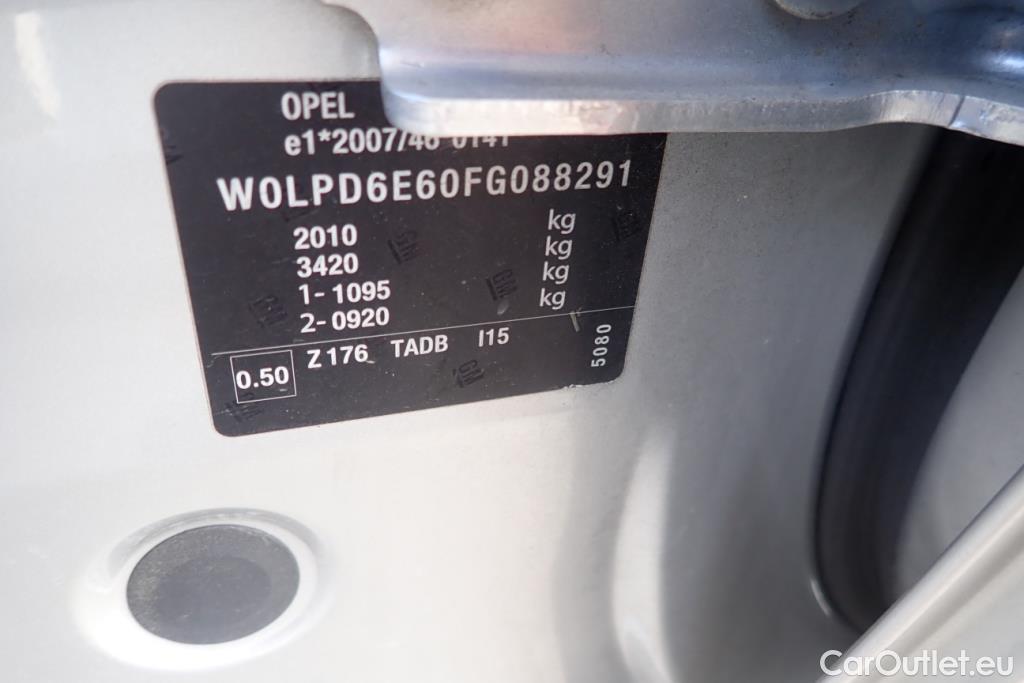 OPEL
e1*2007/46 0141
W0LPD6E60FG088291
2010 kg
3420 kg
1- 1095 kg
2- 0920 kg
0.50 Z176 TADB I15 5080
CarOutlet.eu